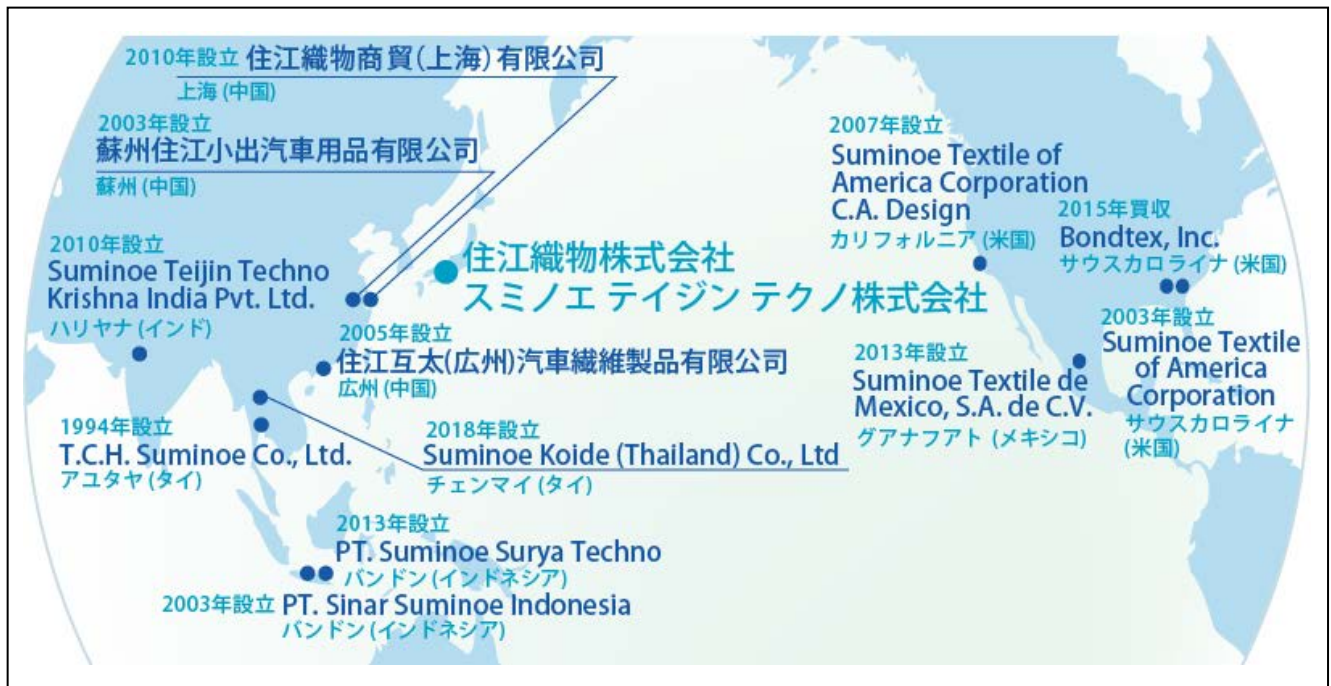 2010年設立 住江織物商貿(上海)有限公司
上海(中国)
2003年設立
蘇州住江小出汽車用品有限公司
蘇州(中国)
2010年設立
Suminoe Teijin Techno
Krishna India Pvt. Ltd.
ハリヤナ(インド)
住江織物株式会社
スミノエ テイジン テクノ株式会社
2005年設立
住江互太(広州)汽車繊維製品有限公司
広州(中国)
1994年設立
T.C.H. Suminoe Co., Ltd.
アユタヤ(タイ)
2018年設立
Suminoe Koide (Thailand) Co., Ltd
チェンマイ(タイ)
2013年設立
PT. Suminoe Surya Techno
バンドン(インドネシア)
2003年設立 PT. Sinar Suminoe Indonesia
バンドン(インドネシア)
2007年設立
Suminoe Textile of
America Corporation
C.A. Design
カリフォルニア(米国)
2015年買収
Bondtex, Inc.
サウスカロライナ(米国)
2003年設立
Suminoe Textile
of America
Corporation
サウスカロライナ
(米国)
2013年設立
Suminoe Textile de
Mexico, S.A. de C.V.
グアナフアト(メキシコ)